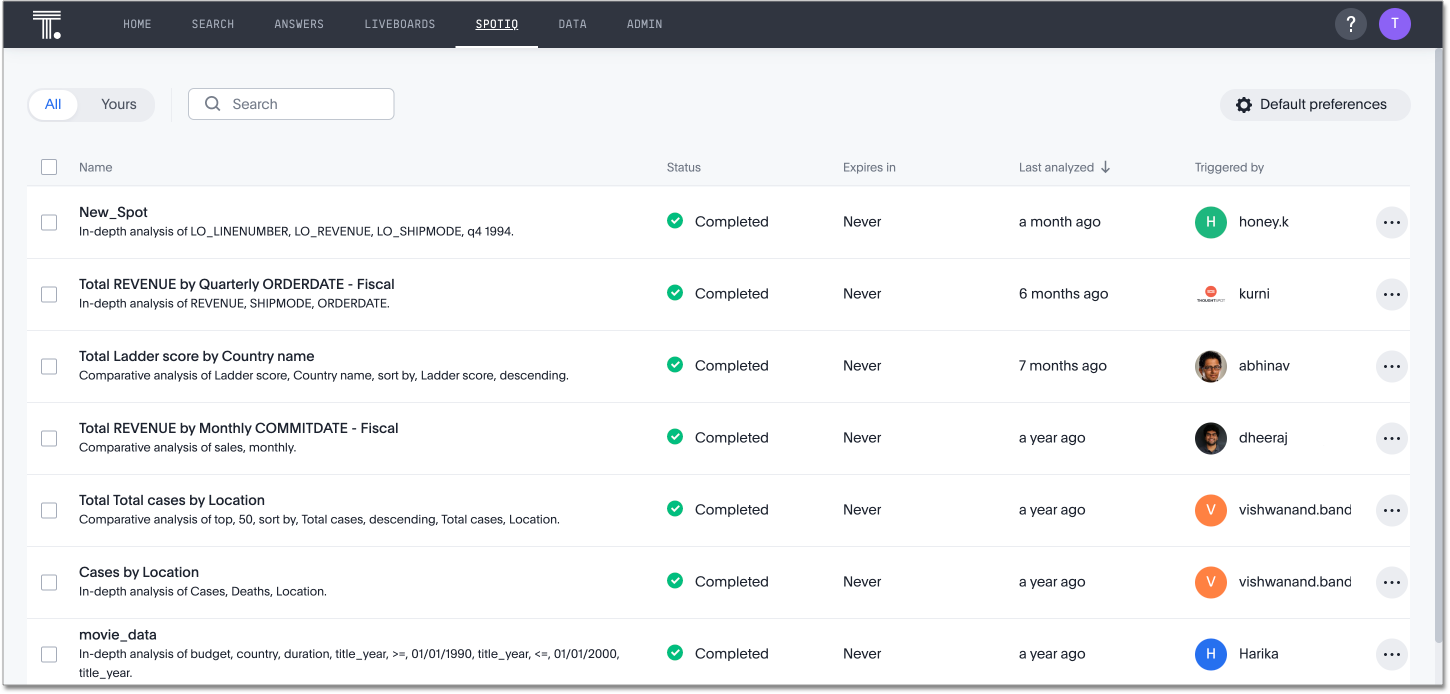 T.
HOME SEARCH ANSWERS LIVEBOARDS SPOTIQ DATA ADMIN ? T
All Yours Search Default preferences
Name Status Expires in Last analyzed Triggered by
New_Spot
In-depth analysis of LO_LINENUMBER, LO_REVENUE, LO_SHIPMODE, q4 1994.
Completed Never a month ago H honey.k
Total REVENUE by Quarterly ORDERDATE - Fiscal
In-depth analysis of REVENUE, SHIPMODE, ORDERDATE.
Completed Never 6 months ago THOUGHTSPOT kurni
Total Ladder score by Country name
Comparative analysis of Ladder score, Country name, sort by, Ladder score, descending.
Completed Never 7 months ago abhinav
Total REVENUE by Monthly COMMITDATE - Fiscal
Comparative analysis of sales, monthly.
Completed Never a year ago dheeraj
Total Total cases by Location
Comparative analysis of top, 50, sort by, Total cases, descending, Total cases, Location.
Completed Never a year ago V vishwanand.band
Cases by Location
In-depth analysis of Cases, Deaths, Location.
Completed Never a year ago V vishwanand.band
movie_data
In-depth analysis of budget, country, duration, title_year, >=, 01/01/1990, title_year, <=, 01/01/2000,
title_year.
Completed Never a year ago H Harika